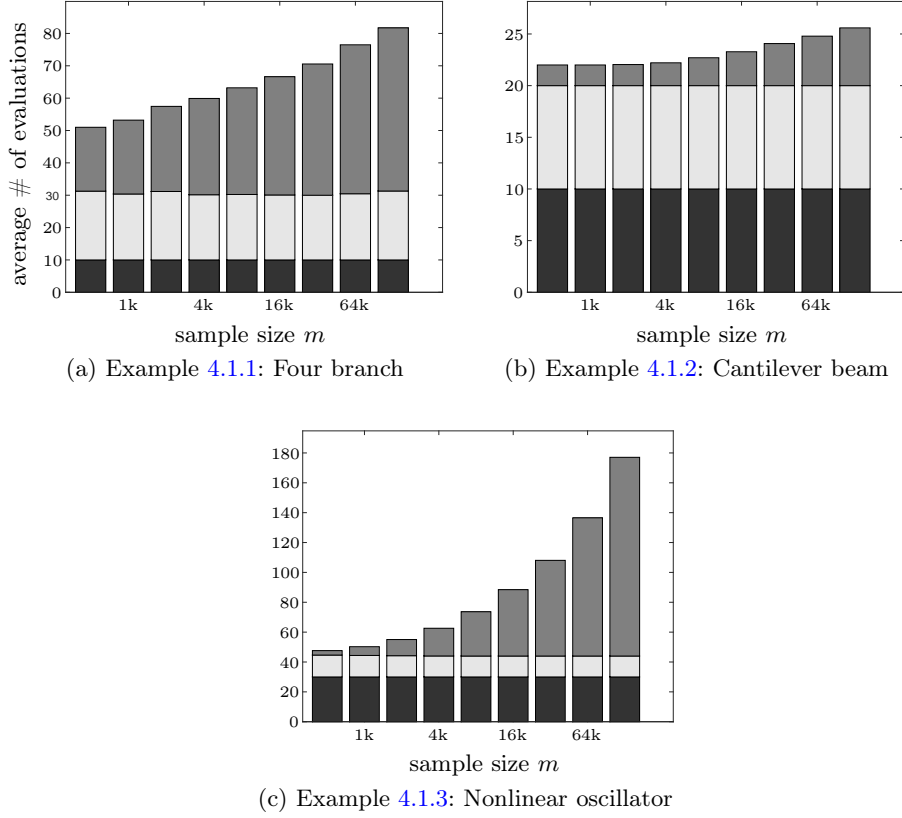 average # of evaluations
80
70
60
50
40
30
20
10
0
1k 4k 16k 64k
sample size m
(a) Example 4.1.1: Four branch
25
20
15
10
5
0
1k 4k 16k 64k
sample size m
(b) Example 4.1.2: Cantilever beam
180
160
140
120
100
80
60
40
20
0
1k 4k 16k 64k
sample size m
(c) Example 4.1.3: Nonlinear oscillator